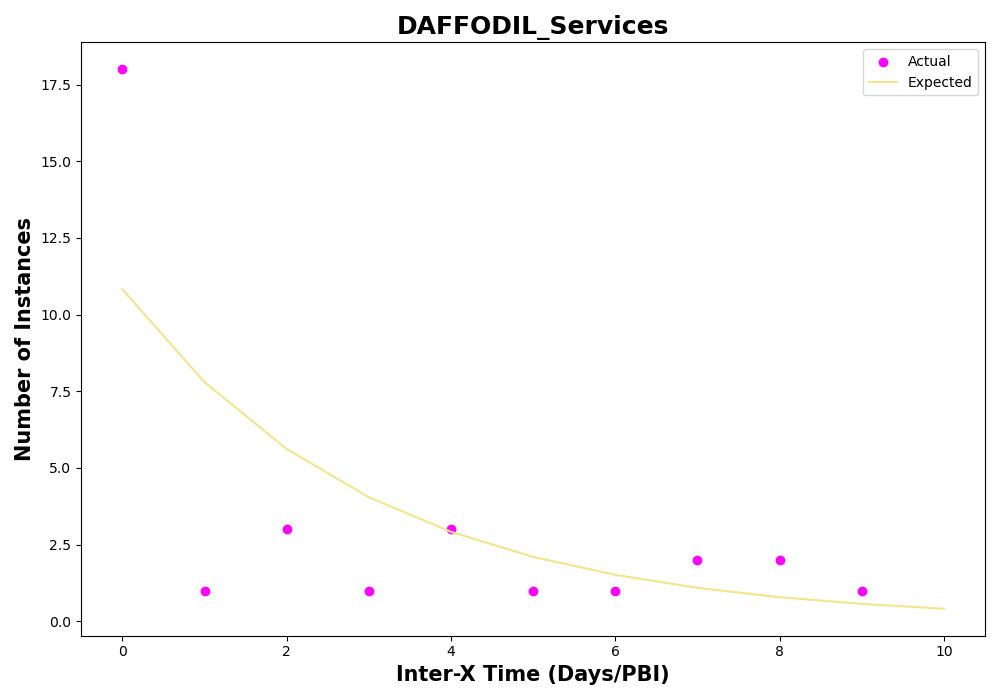 DAFFODIL_Services
Actual
Expected
17.5
15.0
12.5
10.0
7.5
5.0
2.5
0.0
Number of Instances
0 2 4 6 8 10
Inter-X Time (Days/PBI)